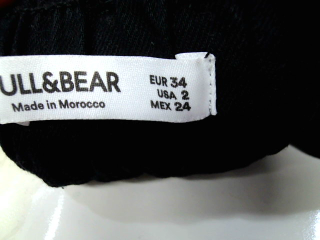 ULL&BEAR
Made in Morocco
EUR 34
USA 2
MEX 24